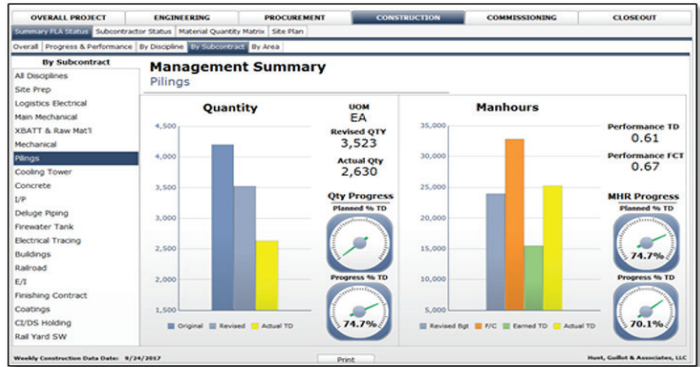 OVERALL PROJECT ENGINEERING PROCUREMENT CONSTRUCTION COMMISSIONING CLOSEOUT
Summary FLA Status Subcontractor Status Material Quantity Matrix Site Plan
Overall Progress & Performance By Discipline By Subcontract By Area
By Subcontract
All Disciplines
Site Prep
Logistics Electrical
Main Mechanical
XBATT & Raw Mat'l
Mechanical
Pilings
Cooling Tower
Concrete
I/P
Deluge Piping
Firewater Tank
Electrical Tracing
Buildings
Railroad
E/I
Finishing Contract
Coatings
CI/DS Holding
Rail Yard SW
Management Summary
Pilings
Quantity
4,500
4,000
3,500
3,000
2,500
2,000
1,500
Original Revised Actual TD
UOM
EA
Revised QTY
3,523
Actual Qty
2,630
Qty Progress
Planned % TD
Progress % TD
74.7%
Manhours
35,000
30,000
25,000
20,000
15,000
10,000
5,000
Revised Bgt F/C Earned TD Actual TD
Performance TD
0.61
Performance FCT
0.67
MHR Progress
Planned % TD
74.7%
Progress % TD
70.1%
Weekly Construction Data Date: 9/24/2017 Print Hunt, Guillot & Associates, LLC